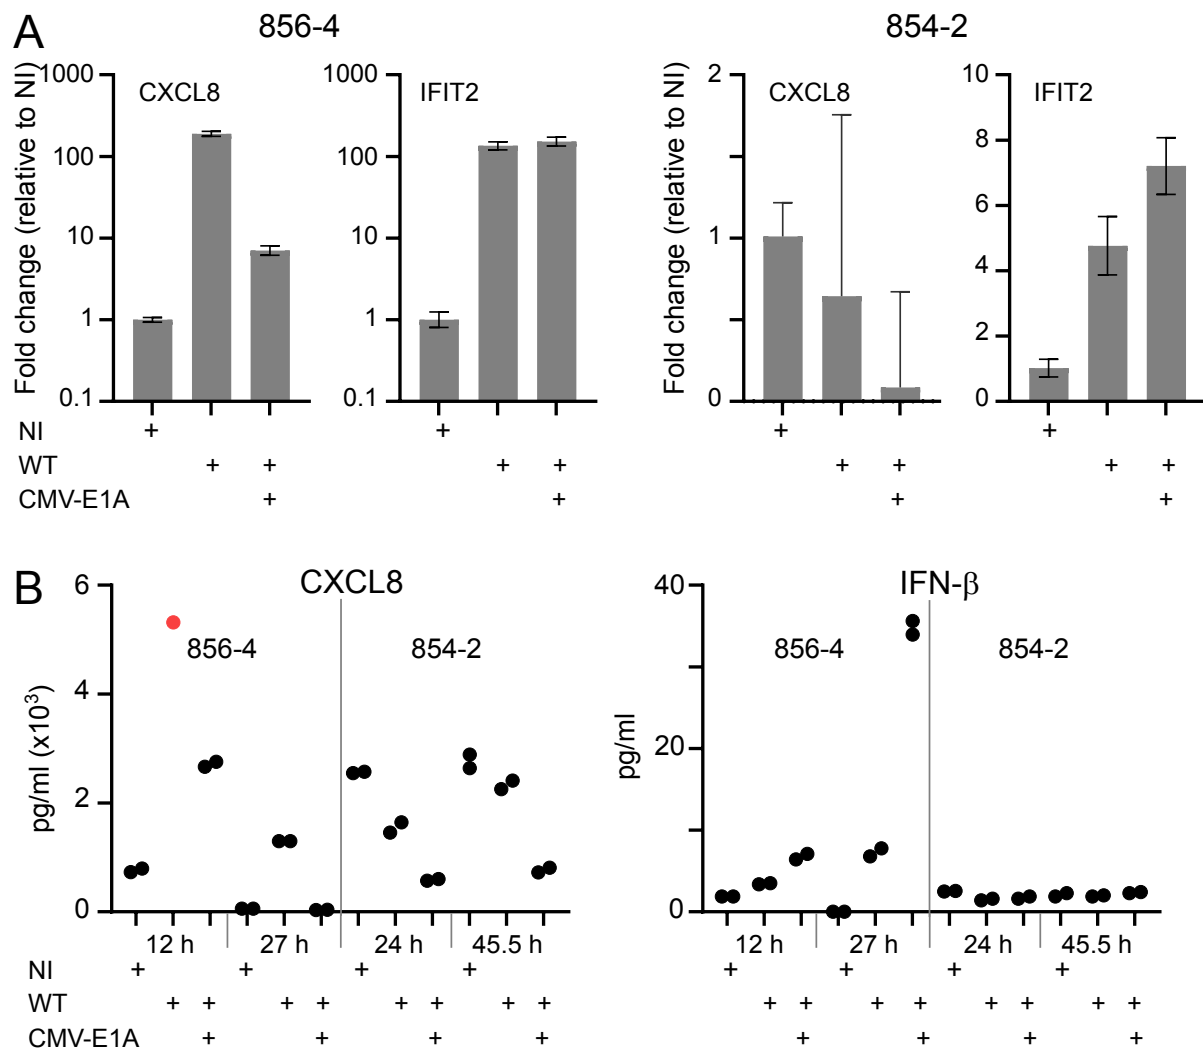 A
856-4
854-2
Fold change (relative to NI)
1000
100
10
1
0.1
CXCL8
1000
100
10
1
0.1
IFIT2
Fold change (relative to NI)
2
1
0
CXCL8
10
8
6
4
2
0
IFIT2
NI + + + +
WT + + + + + + + +
CMV-E1A + + + +
B
CXCL8
IFN-β
pg/ml (x10³)
6
4
2
0
856-4
854-2
12 h 27 h 24 h 45.5 h
pg/ml
40
20
0
856-4
854-2
12 h 27 h 24 h 45.5 h
NI + + + + + + + +
WT + + + + + + + + + + + + + + + +
CMV-E1A + + + + + + + +